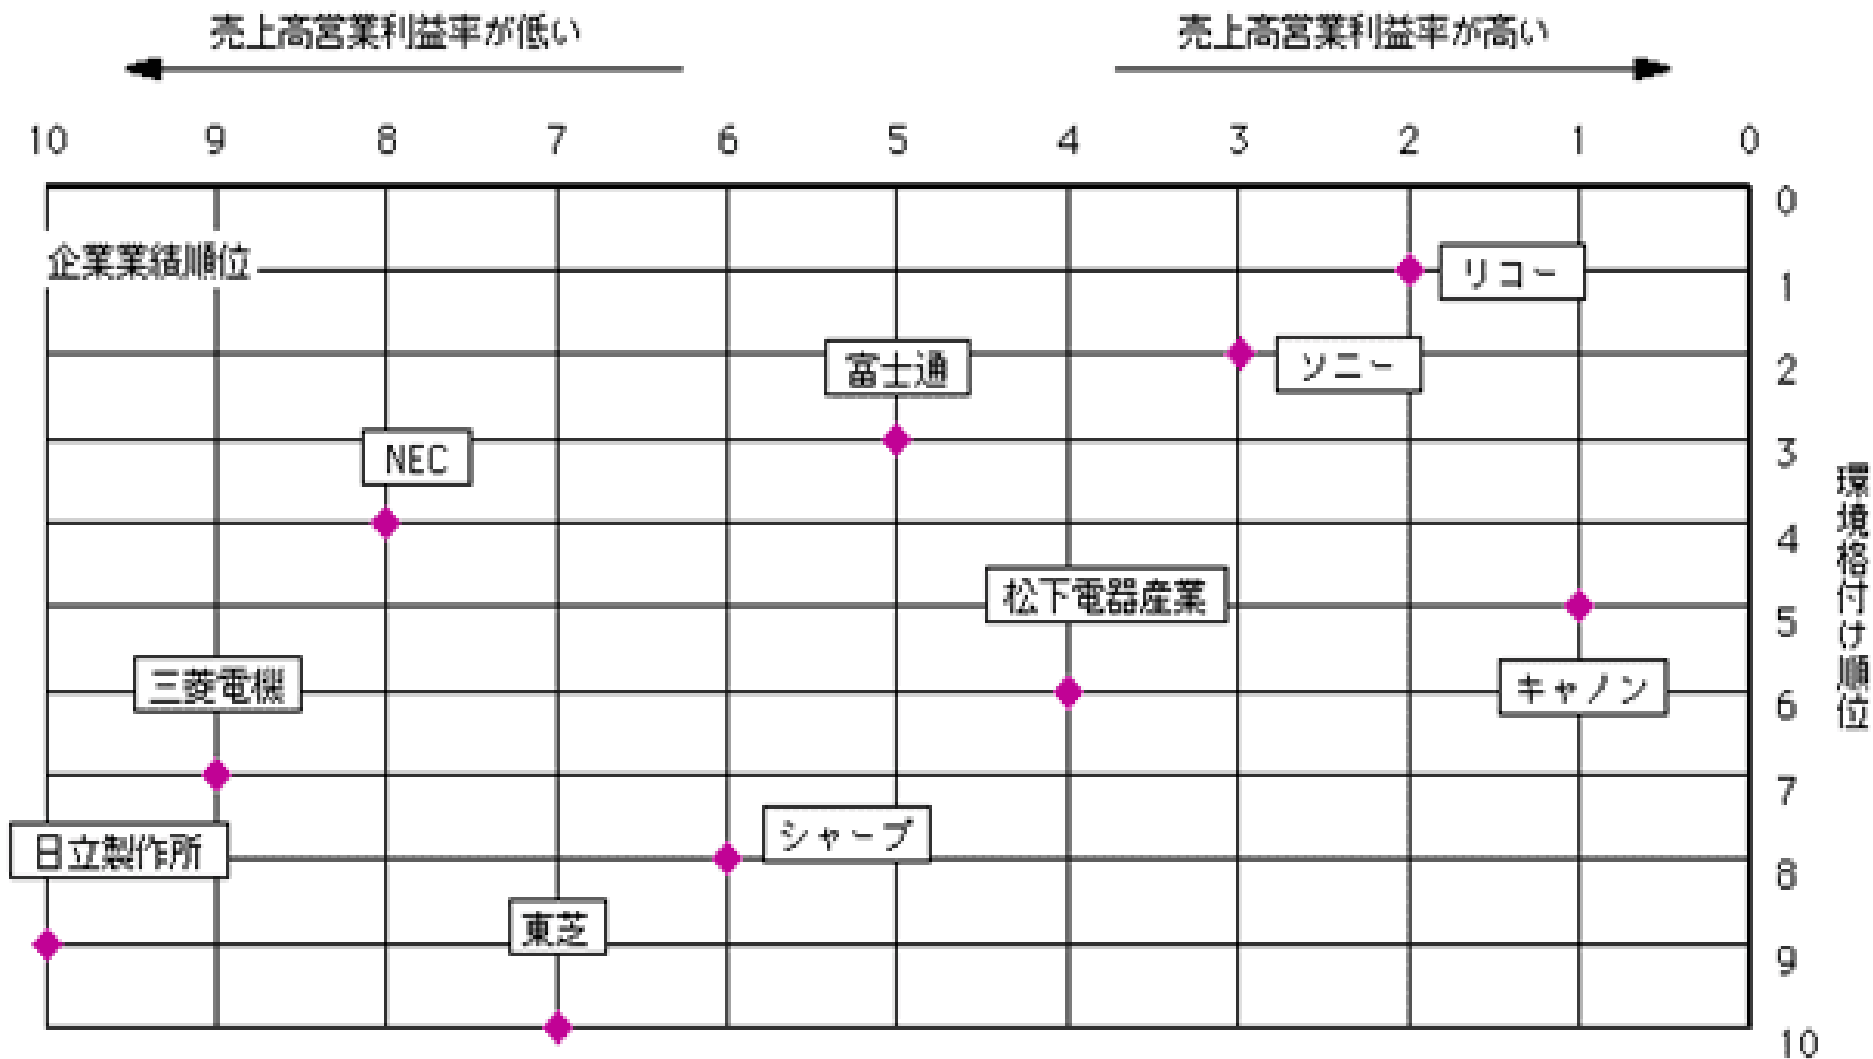 売上高営業利益率が低い
売上高営業利益率が高い
10 9 8 7 6 5 4 3 2 1 0
0
企業業績順位
リコー
1
富士通
ソニー
2
NEC
3
4
松下電器産業
5
三菱電機
キャノン
6
7
日立製作所
シャープ
8
東芝
9
10
環境格付け順位